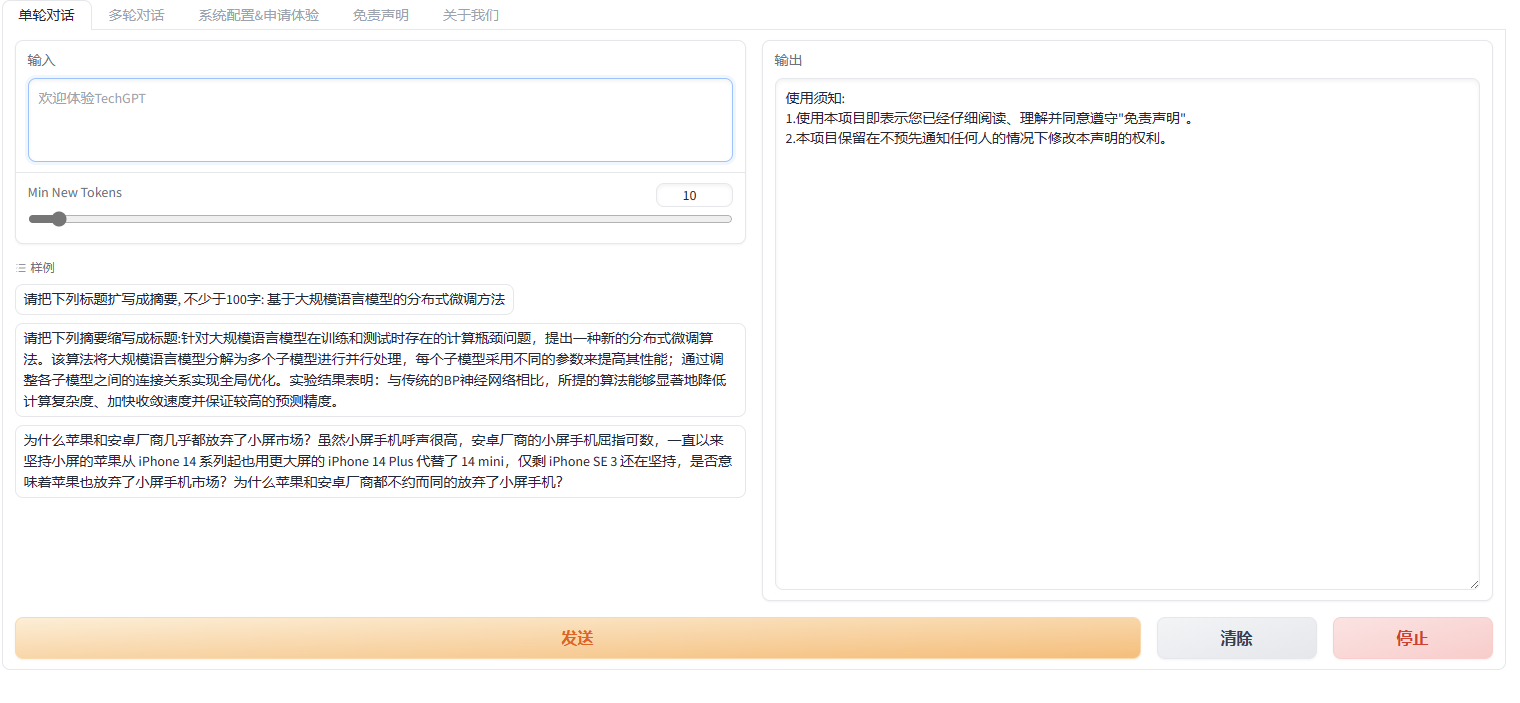 单轮对话
多轮对话
系统配置&申请体验
免责声明
关于我们
输入
欢迎体验TechGPT
Min New Tokens
10
样例
请把下列标题扩写成摘要, 不少于100字: 基于大规模语言模型的分布式微调方法
请把下列摘要缩写成标题:针对大规模语言模型在训练和测试时存在的计算瓶颈问题，提出一种新的分布式微调算
法。该算法将大规模语言模型分解为多个子模型进行并行处理，每个子模型采用不同的参数来提高其性能；通过调
整各子模型之间的连接关系实现全局优化。实验结果表明：与传统的BP神经网络相比，所提的算法能够显著地降低
计算复杂度、加快收敛速度并保证较高的预测精度。
为什么苹果和安卓厂商几乎都放弃了小屏市场？虽然小屏手机呼声很高，安卓厂商的小屏手机屈指可数，一直以来
坚持小屏的苹果从 iPhone 14 系列起也用更大屏的 iPhone 14 Plus 代替了 14 mini，仅剩 iPhone SE 3 还在坚持，是否意
味着苹果也放弃了小屏手机市场？为什么苹果和安卓厂商都不约而同的放弃了小屏手机？
输出
使用须知:
1.使用本项目即表示您已经仔细阅读、理解并同意遵守"免责声明"。
2.本项目保留在不预先通知任何人的情况下修改本声明的权利。
发送
清除
停止